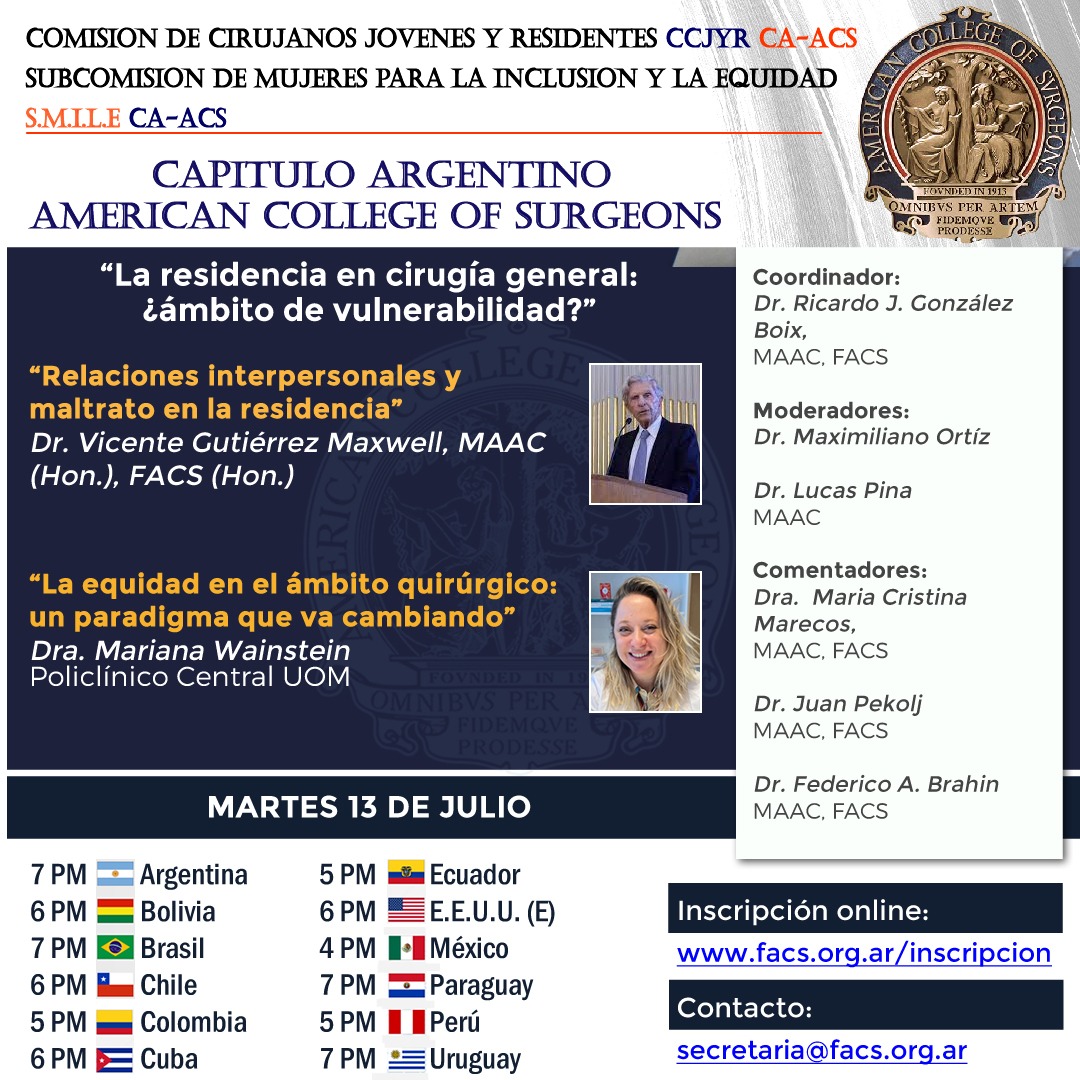 COMISION DE CIRUJANOS JOVENES Y RESIDENTES CCJYR CA-ACS
SUBCOMISION DE MUJERES PARA LA INCLUSION Y LA EQUIDAD
S.M.I.L.E CA-ACS
CAPITULO ARGENTINO
AMERICAN COLLEGE OF SURGEONS
AMERICAN COLLEGE OF SVRGEONS
FOVNDED IN 1913
OMNIBVS PER ARTEM
FIDEMQVE
PRODESSE
“La residencia en cirugía general:
¿ámbito de vulnerabilidad?”
“Relaciones interpersonales y
maltrato en la residencia”
Dr. Vicente Gutiérrez Maxwell, MAAC
(Hon.), FACS (Hon.)
“La equidad en el ámbito quirúrgico:
un paradigma que va cambiando”
Dra. Mariana Wainstein
Policlínico Central UOM
Coordinador:
Dr. Ricardo J. González
Boix,
MAAC, FACS
Moderadores:
Dr. Maximiliano Ortíz
Dr. Lucas Pina
MAAC
Comentadores:
Dra. Maria Cristina
Marecos,
MAAC, FACS
Dr. Juan Pekolj
MAAC, FACS
Dr. Federico A. Brahin
MAAC, FACS
MARTES 13 DE JULIO
7 PM Argentina
6 PM Bolivia
7 PM Brasil
6 PM Chile
5 PM Colombia
6 PM Cuba
5 PM Ecuador
6 PM E.E.U.U. (E)
4 PM México
7 PM Paraguay
5 PM Perú
7 PM Uruguay
Inscripción online:
www.facs.org.ar/inscripcion
Contacto:
secretaria@facs.org.ar